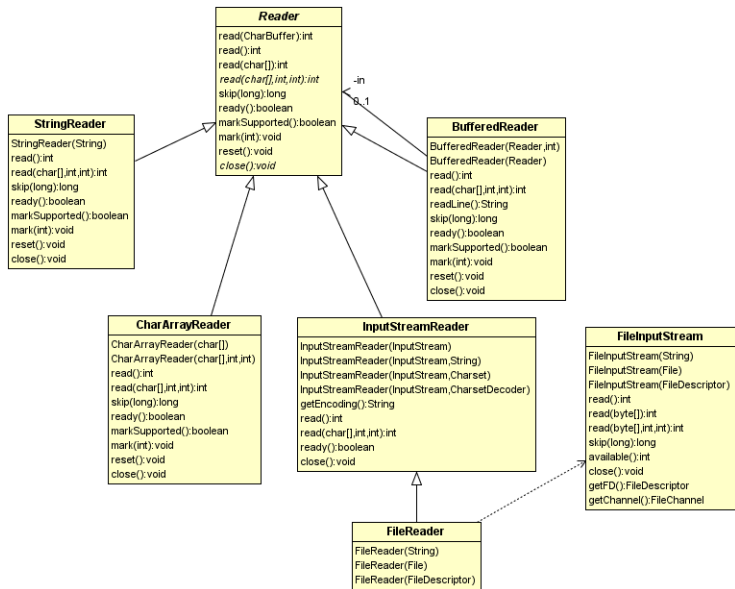 Reader
read(CharBuffer):int
read():int
read(char[]):int
read(char[],int,int):int
skip(long):long
ready():boolean
markSupported():boolean
mark(int):void
reset():void
close():void
-in
0..1
StringReader
StringReader(String)
read():int
read(char[],int,int):int
skip(long):long
ready():boolean
markSupported():boolean
mark(int):void
reset():void
close():void
BufferedReader
BufferedReader(Reader,int)
BufferedReader(Reader)
read():int
read(char[],int,int):int
readLine():String
skip(long):long
ready():boolean
markSupported():boolean
mark(int):void
reset():void
close():void
CharArrayReader
CharArrayReader(char[])
CharArrayReader(char[],int,int)
read():int
read(char[],int,int):int
skip(long):long
ready():boolean
markSupported():boolean
mark(int):void
reset():void
close():void
InputStreamReader
InputStreamReader(InputStream)
InputStreamReader(InputStream,String)
InputStreamReader(InputStream,Charset)
InputStreamReader(InputStream,CharsetDecoder)
getEncoding():String
read():int
read(char[],int,int):int
ready():boolean
close():void
FileInputStream
FileInputStream(String)
FileInputStream(File)
FileInputStream(FileDescriptor)
read():int
read(byte[]):int
read(byte[],int,int):int
skip(long):long
available():int
close():void
getFD():FileDescriptor
getChannel():FileChannel
FileReader
FileReader(String)
FileReader(File)
FileReader(FileDescriptor)